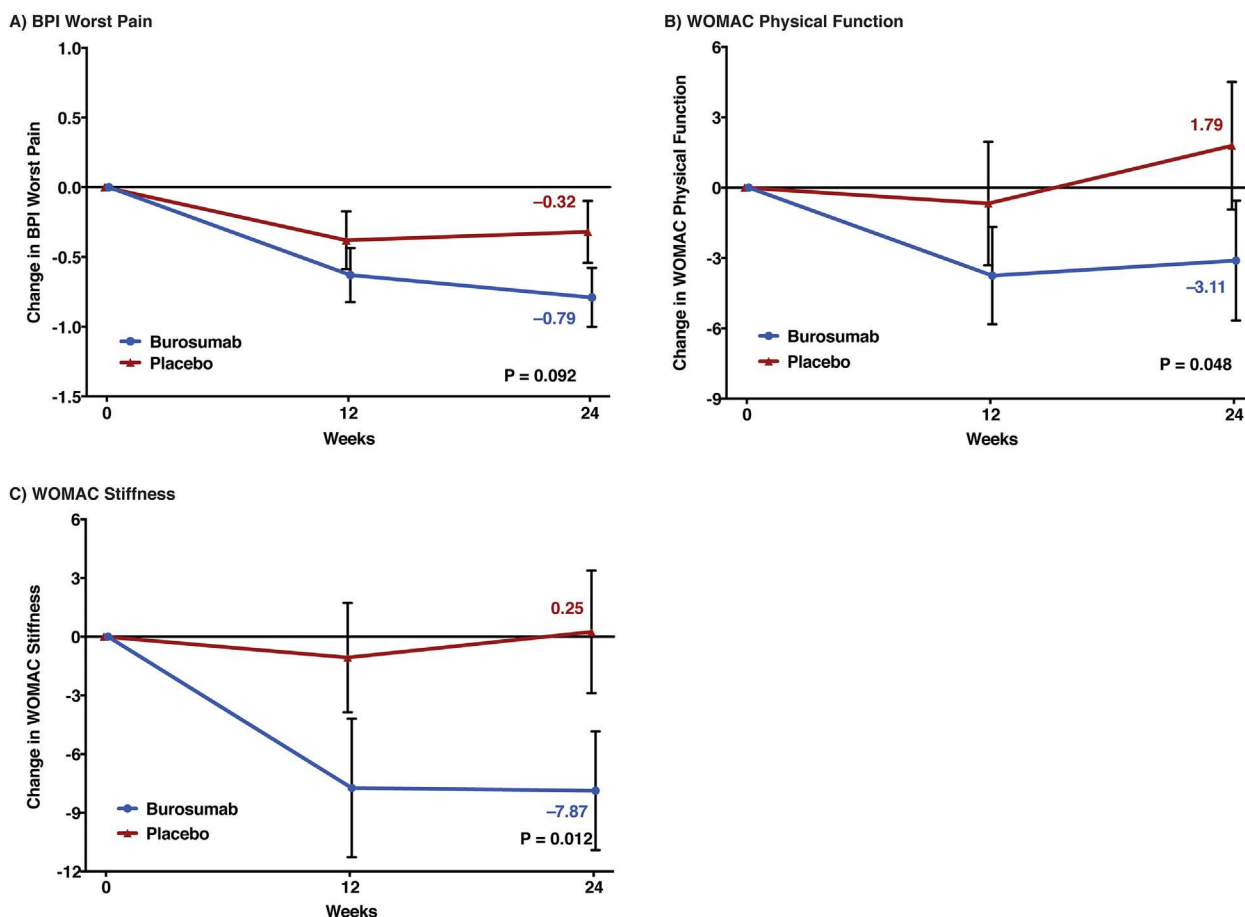 A) BPI Worst Pain
1.0
0.5
0.0
-0.5
-1.0
-1.5
Change in BPI Worst Pain
–0.32
–0.79
Burosumab
Placebo
P = 0.092
0 12 24
Weeks
B) WOMAC Physical Function
6
3
0
-3
-6
-9
Change in WOMAC Physical Function
1.79
–3.11
Burosumab
Placebo
P = 0.048
0 12 24
Weeks
C) WOMAC Stiffness
6
3
0
-3
-6
-9
-12
Change in WOMAC Stiffness
0.25
–7.87
Burosumab
Placebo
P = 0.012
0 12 24
Weeks